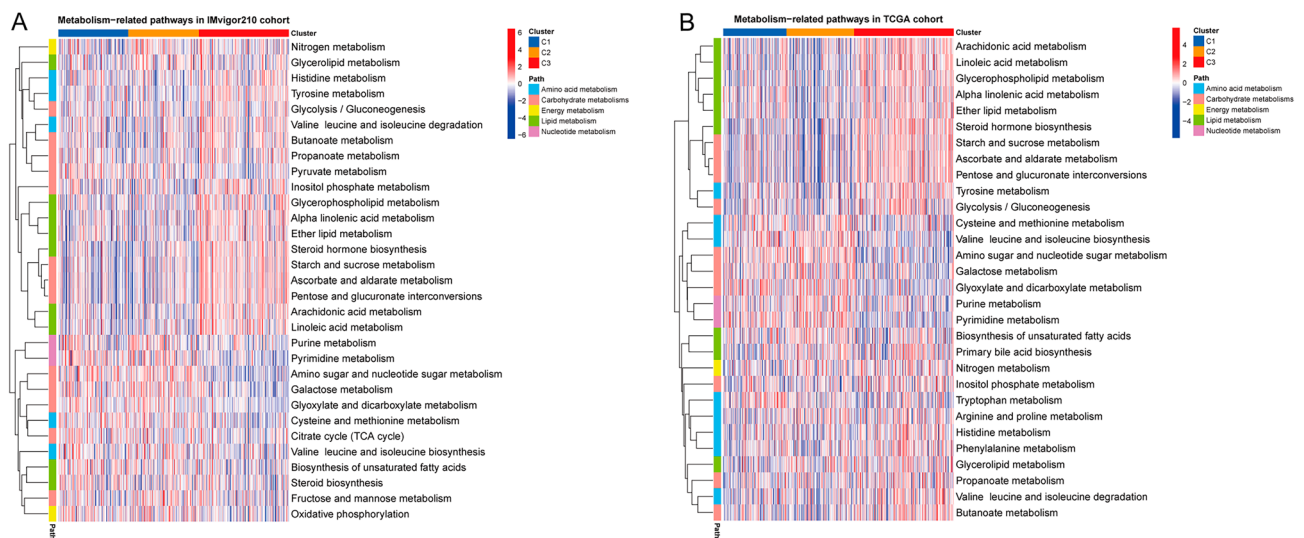 A
Metabolism-related pathways in IMvigor210 cohort
Cluster
Nitrogen metabolism
Glycerolipid metabolism
Histidine metabolism
Tyrosine metabolism
Glycolysis / Gluconeogenesis
Valine leucine and isoleucine degradation
Butanoate metabolism
Propanoate metabolism
Pyruvate metabolism
Inositol phosphate metabolism
Glycerophospholipid metabolism
Alpha linolenic acid metabolism
Ether lipid metabolism
Steroid hormone biosynthesis
Starch and sucrose metabolism
Ascorbate and aldarate metabolism
Pentose and glucuronate interconversions
Arachidonic acid metabolism
Linoleic acid metabolism
Purine metabolism
Pyrimidine metabolism
Amino sugar and nucleotide sugar metabolism
Galactose metabolism
Glyoxylate and dicarboxylate metabolism
Cysteine and methionine metabolism
Citrate cycle (TCA cycle)
Valine leucine and isoleucine biosynthesis
Biosynthesis of unsaturated fatty acids
Steroid biosynthesis
Fructose and mannose metabolism
Oxidative phosphorylation
Path
6
4
2
0
−2
−4
−6
Cluster
C1
C2
C3
Path
Amino acid metabolism
Carbohydrate metabolisms
Energy metabolism
Lipid metabolism
Nucleotide metabolism
B
Metabolism-related pathways in TCGA cohort
Cluster
Arachidonic acid metabolism
Linoleic acid metabolism
Glycerophospholipid metabolism
Alpha linolenic acid metabolism
Ether lipid metabolism
Steroid hormone biosynthesis
Starch and sucrose metabolism
Ascorbate and aldarate metabolism
Pentose and glucuronate interconversions
Tyrosine metabolism
Glycolysis / Gluconeogenesis
Cysteine and methionine metabolism
Valine leucine and isoleucine biosynthesis
Amino sugar and nucleotide sugar metabolism
Galactose metabolism
Glyoxylate and dicarboxylate metabolism
Purine metabolism
Pyrimidine metabolism
Biosynthesis of unsaturated fatty acids
Primary bile acid biosynthesis
Nitrogen metabolism
Inositol phosphate metabolism
Tryptophan metabolism
Arginine and proline metabolism
Histidine metabolism
Phenylalanine metabolism
Glycerolipid metabolism
Propanoate metabolism
Valine leucine and isoleucine degradation
Butanoate metabolism
Path
4
2
0
−2
−4
Cluster
C1
C2
C3
Path
Amino acid metabolism
Carbohydrate metabolisms
Energy metabolism
Lipid metabolism
Nucleotide metabolism